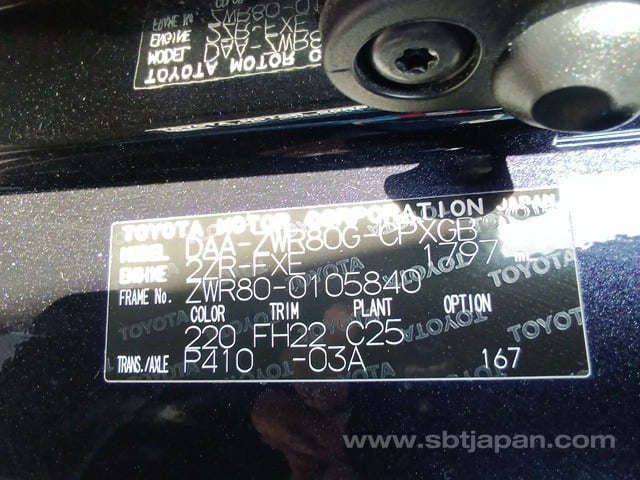 TOYOTA MOTOR CORPORATION JAPAN
MODEL DAA-ZWR80G-CPXGB
ENGINE 2ZR-FXE 1797 mL
FRAME No. ZWR80-0105840
COLOR TRIM PLANT OPTION
220 FH22 C25
TRANS./AXLE P410 -03A 167
www.sbtjapan.com